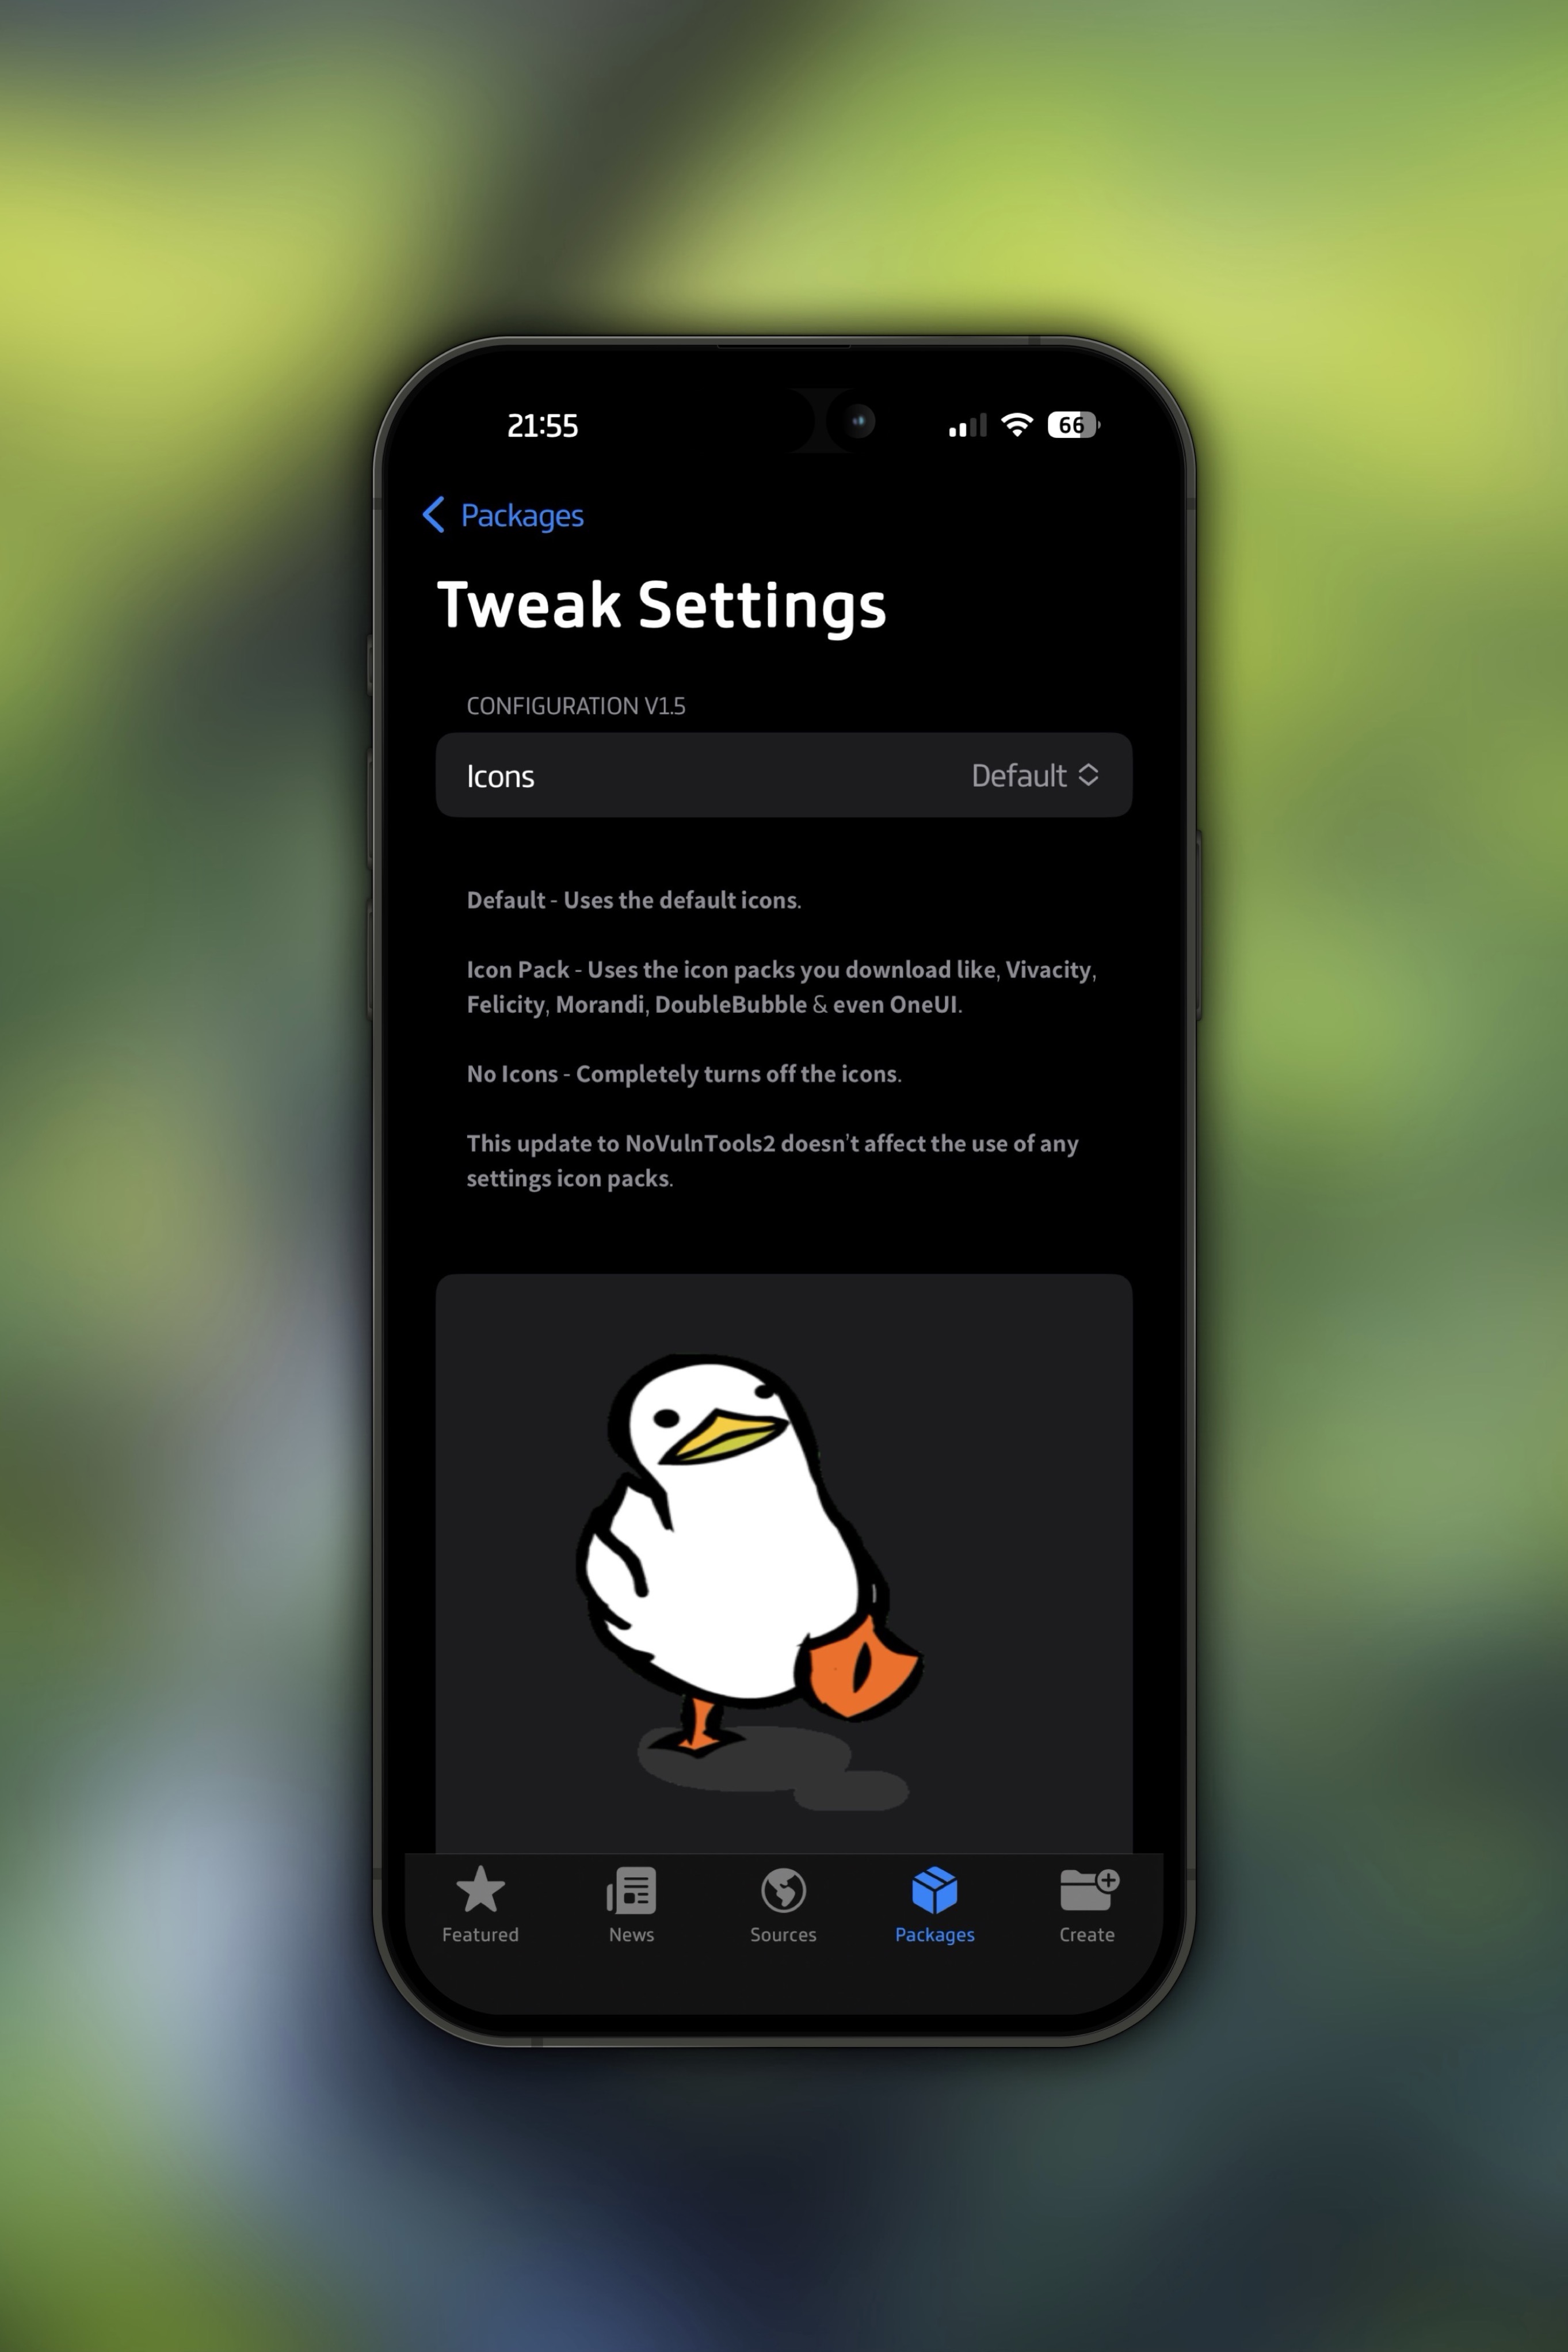 21:55
66
Packages
Tweak Settings
CONFIGURATION V1.5
Icons
Default
Default - Uses the default icons.
Icon Pack - Uses the icon packs you download like, Vivacity,
Felicity, Morandi, DoubleBubble & even OneUI.
No Icons - Completely turns off the icons.
This update to NoVulnTools2 doesn't affect the use of any
settings icon packs.
Featured
News
Sources
Packages
Create